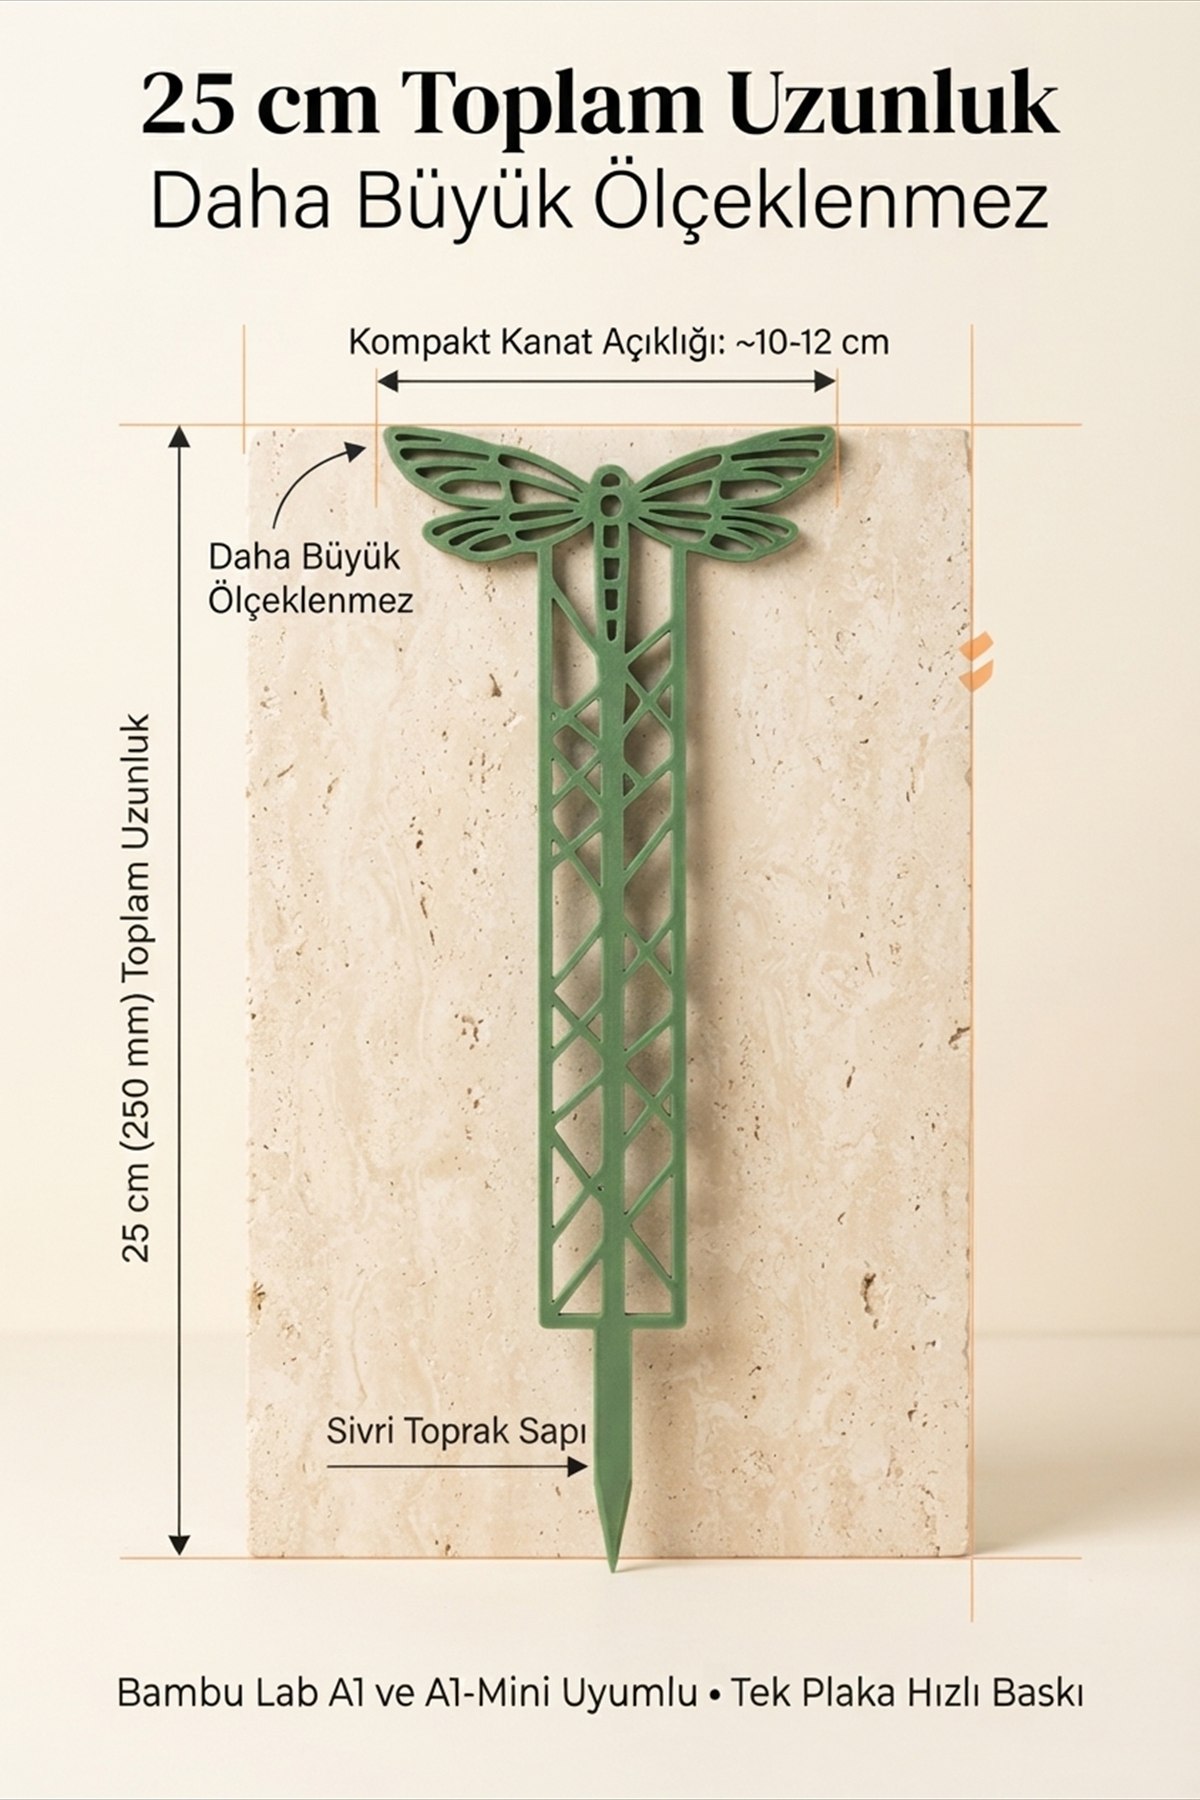 25 cm Toplam Uzunluk
Daha Büyük Ölçeklenmez
Kompakt Kanat Açıklığı: ~10-12 cm
Daha Büyük
Ölçeklenmez
25 cm (250 mm) Toplam Uzunluk
Sivri Toprak Sapı
Bambu Lab A1 ve A1-Mini Uyumlu • Tek Plaka Hızlı Baskı